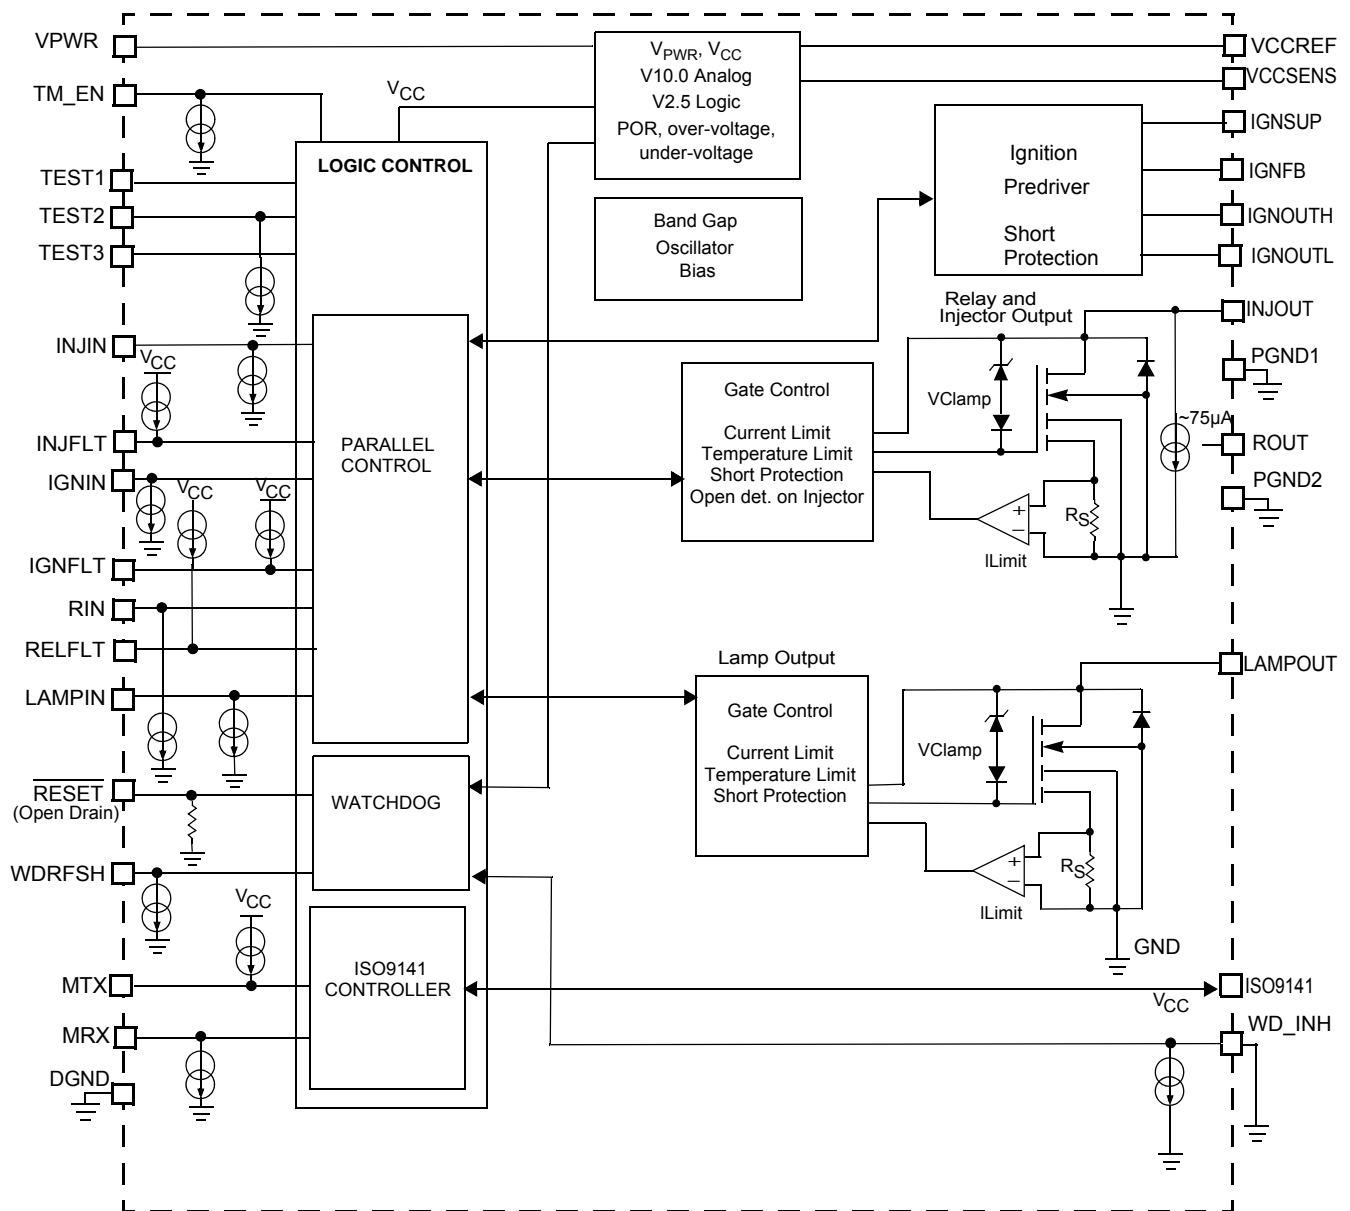 VPWR
TM_EN
TEST1
TEST2
TEST3
INJIN
VCC
INJFLT
IGNIN
VCC
VCC
IGNFLT
RIN
RELFLT
LAMPIN
RESET
(Open Drain)
WDRFSH
VCC
MTX
MRX
DGND
VCC
LOGIC CONTROL
PARALLEL
CONTROL
WATCHDOG
ISO9141
CONTROLLER
VPWR, VCC
V10.0 Analog
V2.5 Logic
POR, over-voltage,
under-voltage
Band Gap
Oscillator
Bias
Ignition
Predriver
Short
Protection
Relay and
Injector Output
Gate Control
Current Limit
Temperature Limit
Short Protection
Open det. on Injector
VClamp
+
–
RS
ILimit
~75µA
Lamp Output
Gate Control
Current Limit
Temperature Limit
Short Protection
VClamp
+
–
RS
ILimit
GND
VCC
VCCREF
VCCSENS
IGNSUP
IGNFB
IGNOUTH
IGNOUTL
INJOUT
PGND1
ROUT
PGND2
LAMPOUT
ISO9141
WD_INH